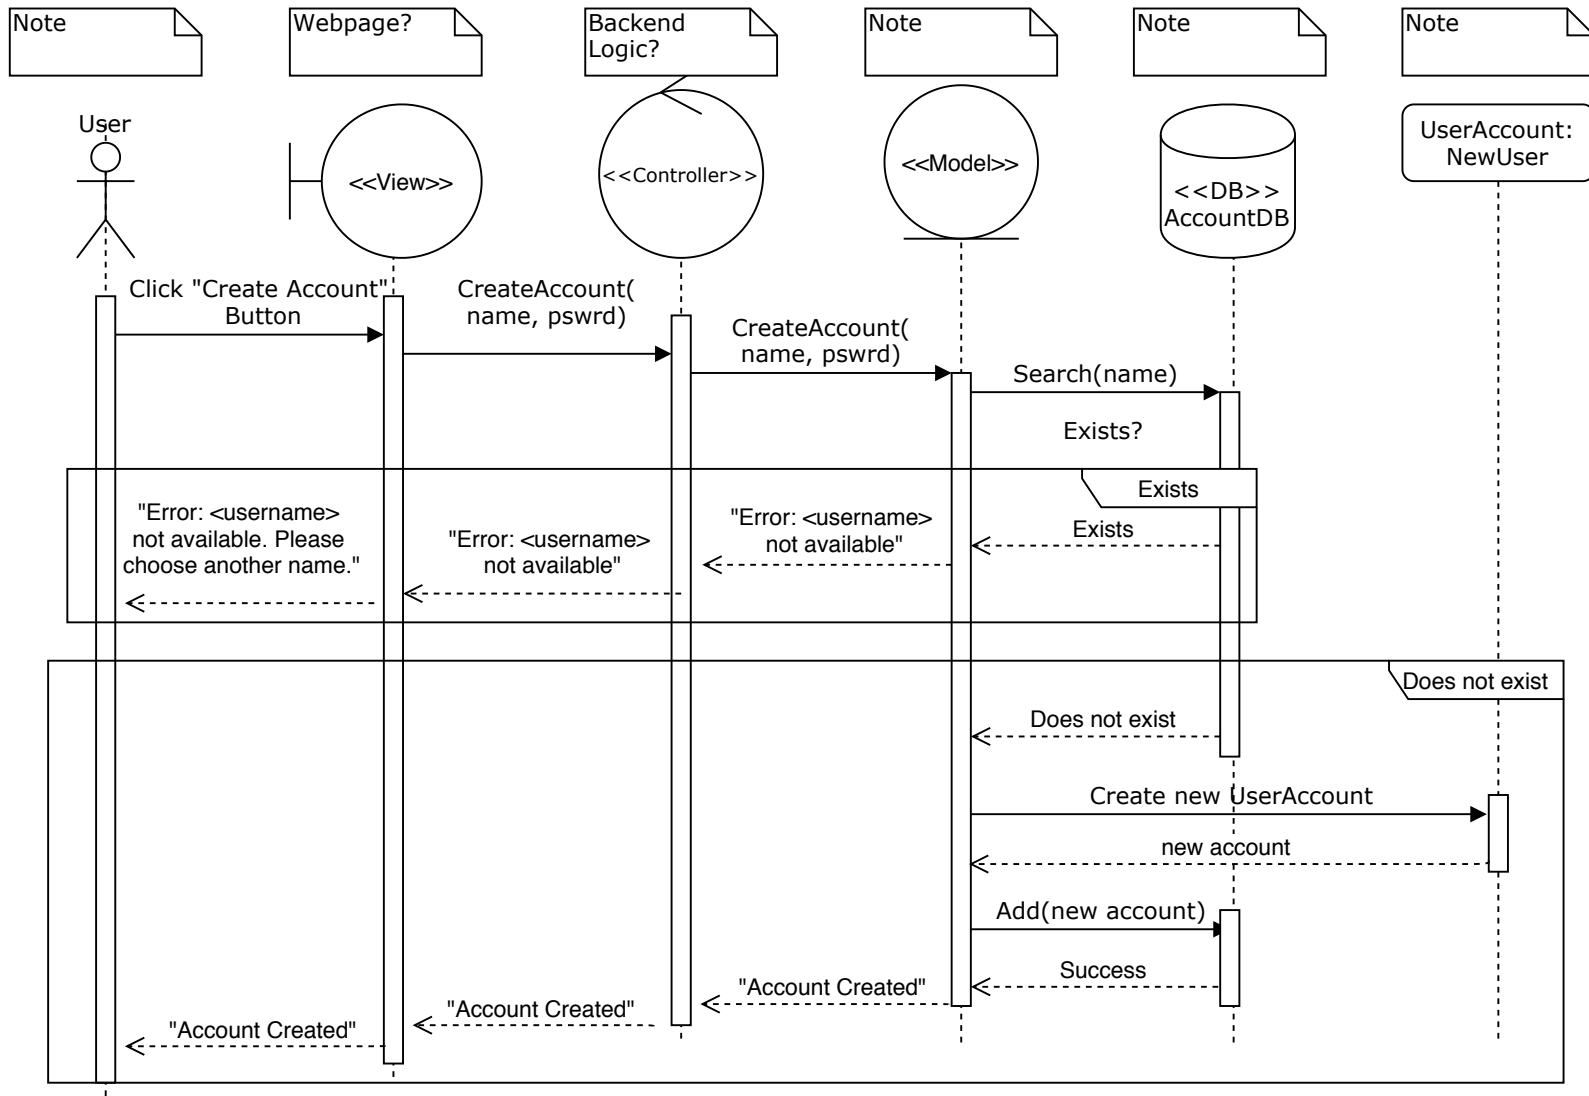 Note
Webpage?
Backend
Logic?
Note
Note
Note
User
<<View>>
<<Controller>>
<<Model>>
<<DB>>
AccountDB
UserAccount:
NewUser
Click "Create Account"
Button
CreateAccount(
name, pswrd)
CreateAccount(
name, pswrd)
Search(name)
Exists?
Exists
"Error: <username>
not available. Please
choose another name."
"Error: <username>
not available"
"Error: <username>
not available"
Exists
Does not exist
Does not exist
Create new UserAccount
new account
Add(new account)
Success
"Account Created"
"Account Created"
"Account Created"